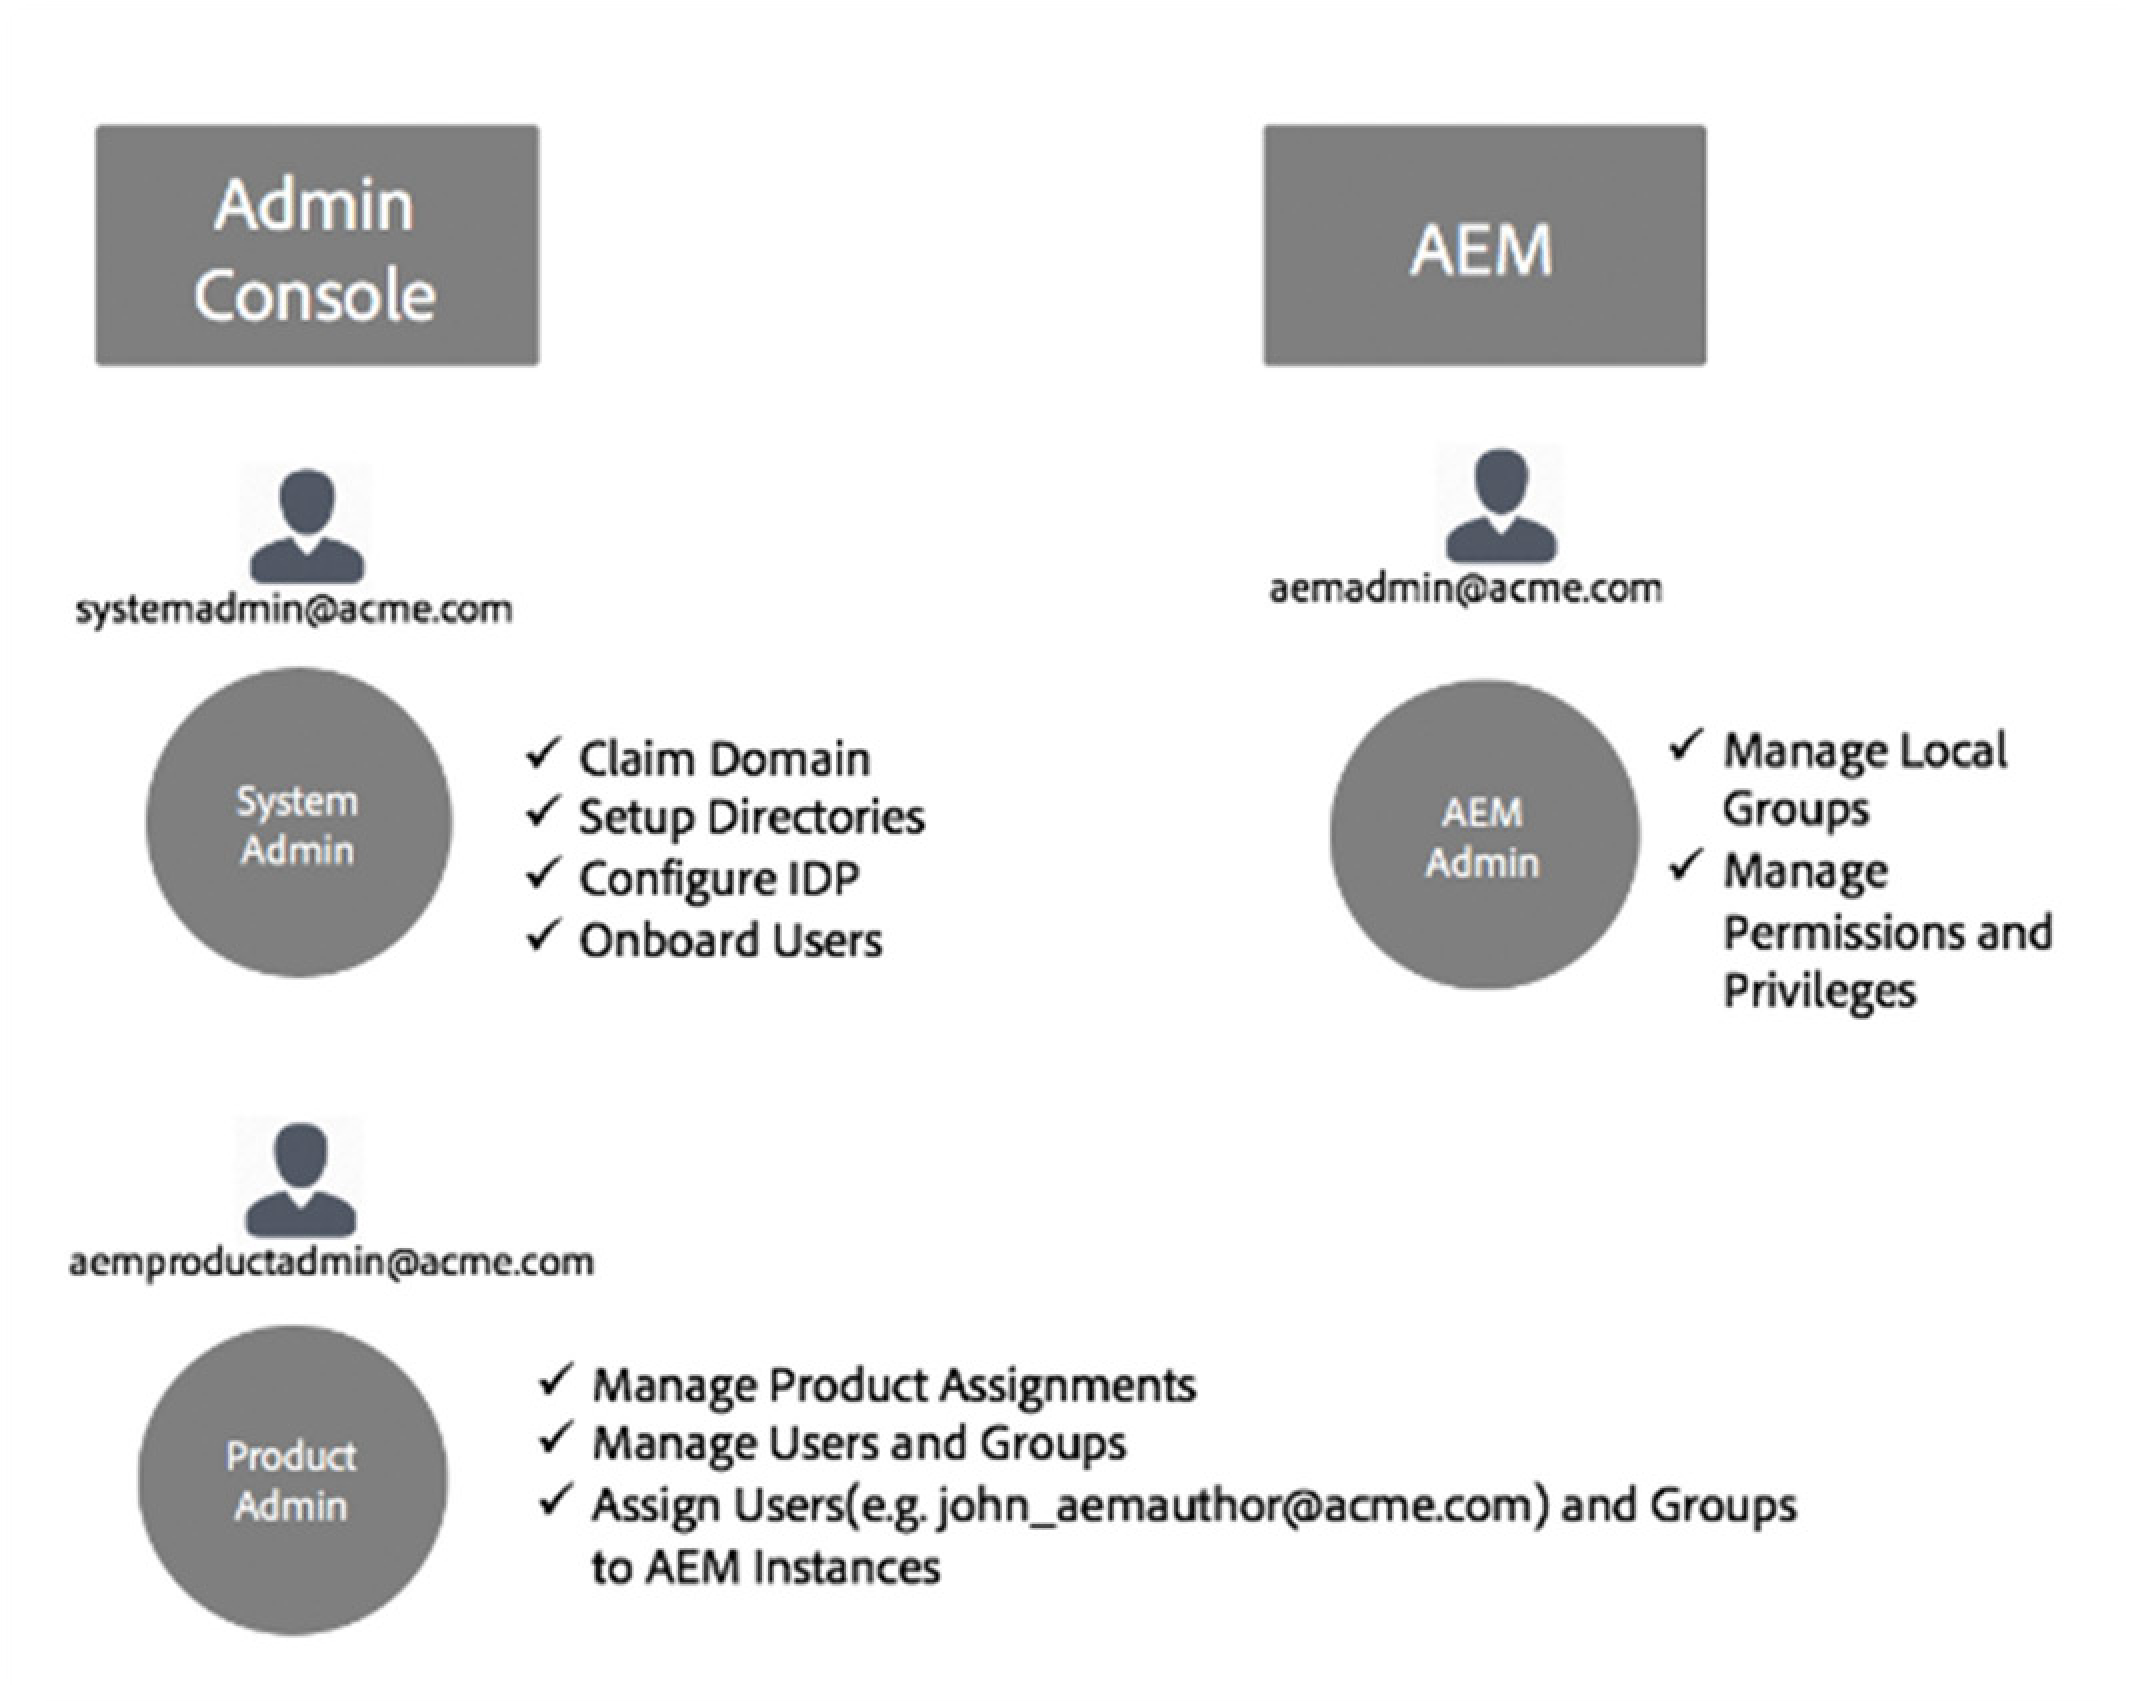 Admin
Console
AEM
systemadmin@acme.com
aemadmin@acme.com
System
Admin
✓ Claim Domain
✓ Setup Directories
✓ Configure IDP
✓ Onboard Users
AEM
Admin
✓ Manage Local
Groups
✓ Manage
Permissions and
Privileges
aemproductadmin@acme.com
Product
Admin
✓ Manage Product Assignments
✓ Manage Users and Groups
✓ Assign Users(e.g. john_aemauthor@acme.com) and Groups
to AEM Instances